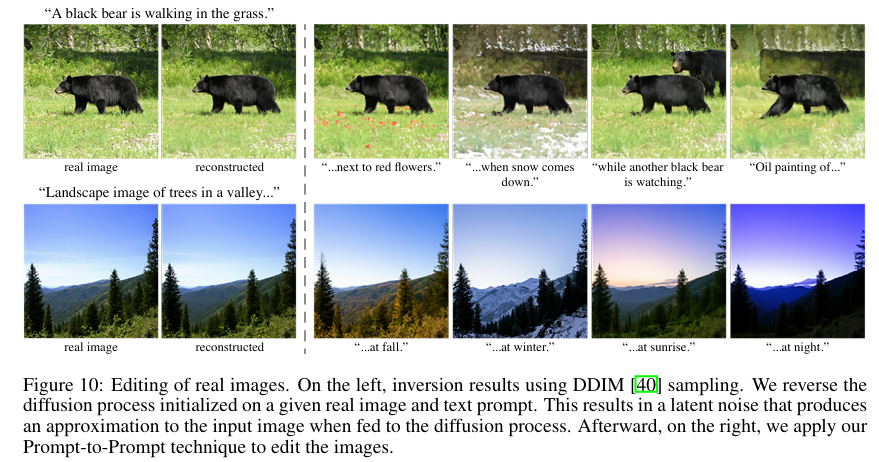 “A black bear is walking in the grass.”
real image
reconstructed
“...next to red flowers.”
“...when snow comes
down.”
“while another black bear
is watching.”
“Oil painting of...”
“Landscape image of trees in a valley...”
real image
reconstructed
“...at fall.”
“...at winter.”
“...at sunrise.”
“...at night.”
Figure 10: Editing of real images. On the left, inversion results using DDIM [40] sampling. We reverse the
diffusion process initialized on a given real image and text prompt. This results in a latent noise that produces
an approximation to the input image when fed to the diffusion process. Afterward, on the right, we apply our
Prompt-to-Prompt technique to edit the images.